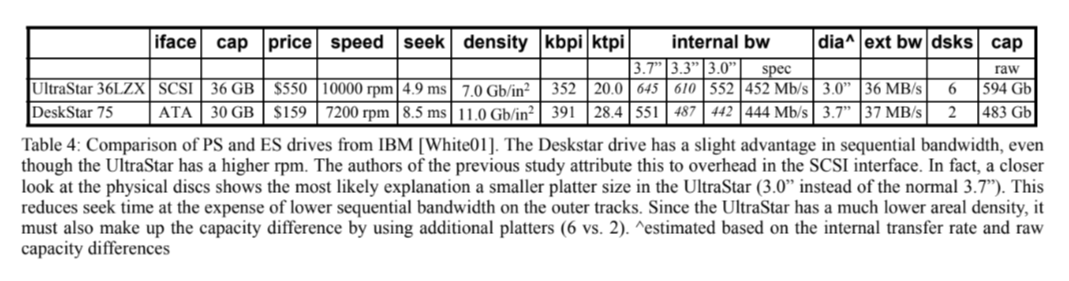 iface cap price speed seek density kbpi ktpi internal bw dia^ ext bw dsks cap
3.7” 3.3” 3.0” spec raw
UltraStar 36LZX SCSI 36 GB $550 10000 rpm 4.9 ms 7.0 Gb/in² 352 20.0 645 610 552 452 Mb/s 3.0” 36 MB/s 6 594 Gb
DeskStar 75 ATA 30 GB $159 7200 rpm 8.5 ms 11.0 Gb/in² 391 28.4 551 487 442 444 Mb/s 3.7” 37 MB/s 2 483 Gb
Table 4: Comparison of PS and ES drives from IBM [White01]. The Deskstar drive has a slight advantage in sequential bandwidth, even
though the UltraStar has a higher rpm. The authors of the previous study attribute this to overhead in the SCSI interface. In fact, a closer
look at the physical discs shows the most likely explanation a smaller platter size in the UltraStar (3.0” instead of the normal 3.7”). This
reduces seek time at the expense of lower sequential bandwidth on the outer tracks. Since the UltraStar has a much lower areal density, it
must also make up the capacity difference by using additional platters (6 vs. 2). ^estimated based on the internal transfer rate and raw
capacity differences